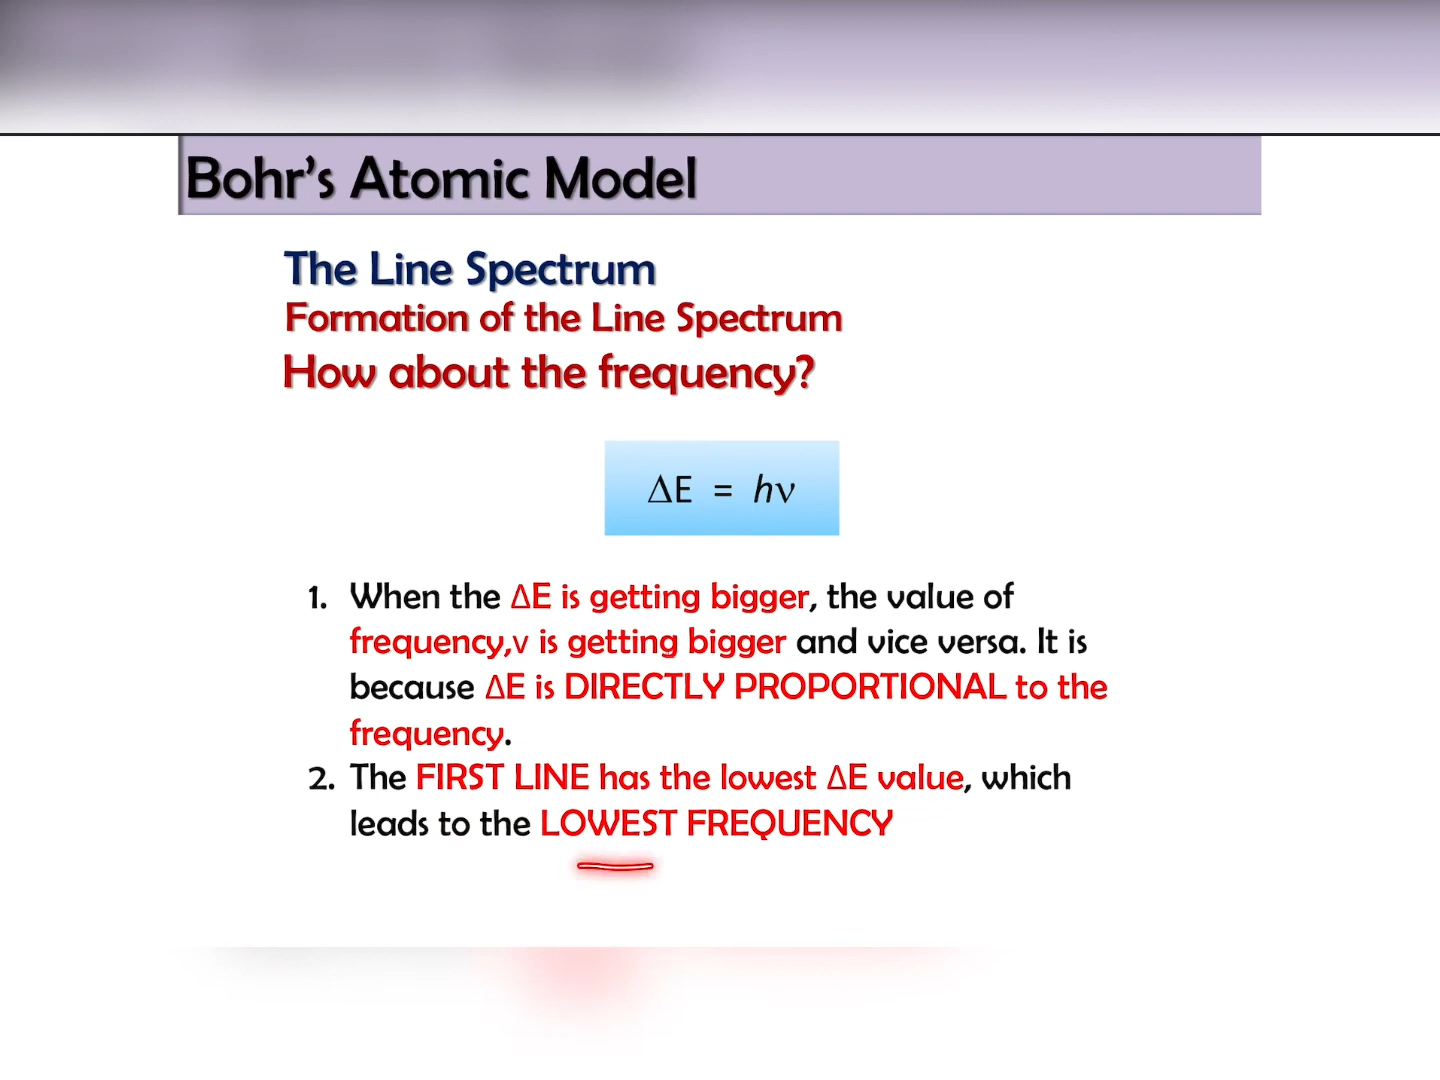 Bohr’s Atomic Model
The Line Spectrum
Formation of the Line Spectrum
How about the frequency?
ΔE = hν
1. When the ΔE is getting bigger, the value of
frequency,ν is getting bigger and vice versa. It is
because ΔE is DIRECTLY PROPORTIONAL to the
frequency.
2. The FIRST LINE has the lowest ΔE value, which
leads to the LOWEST FREQUENCY